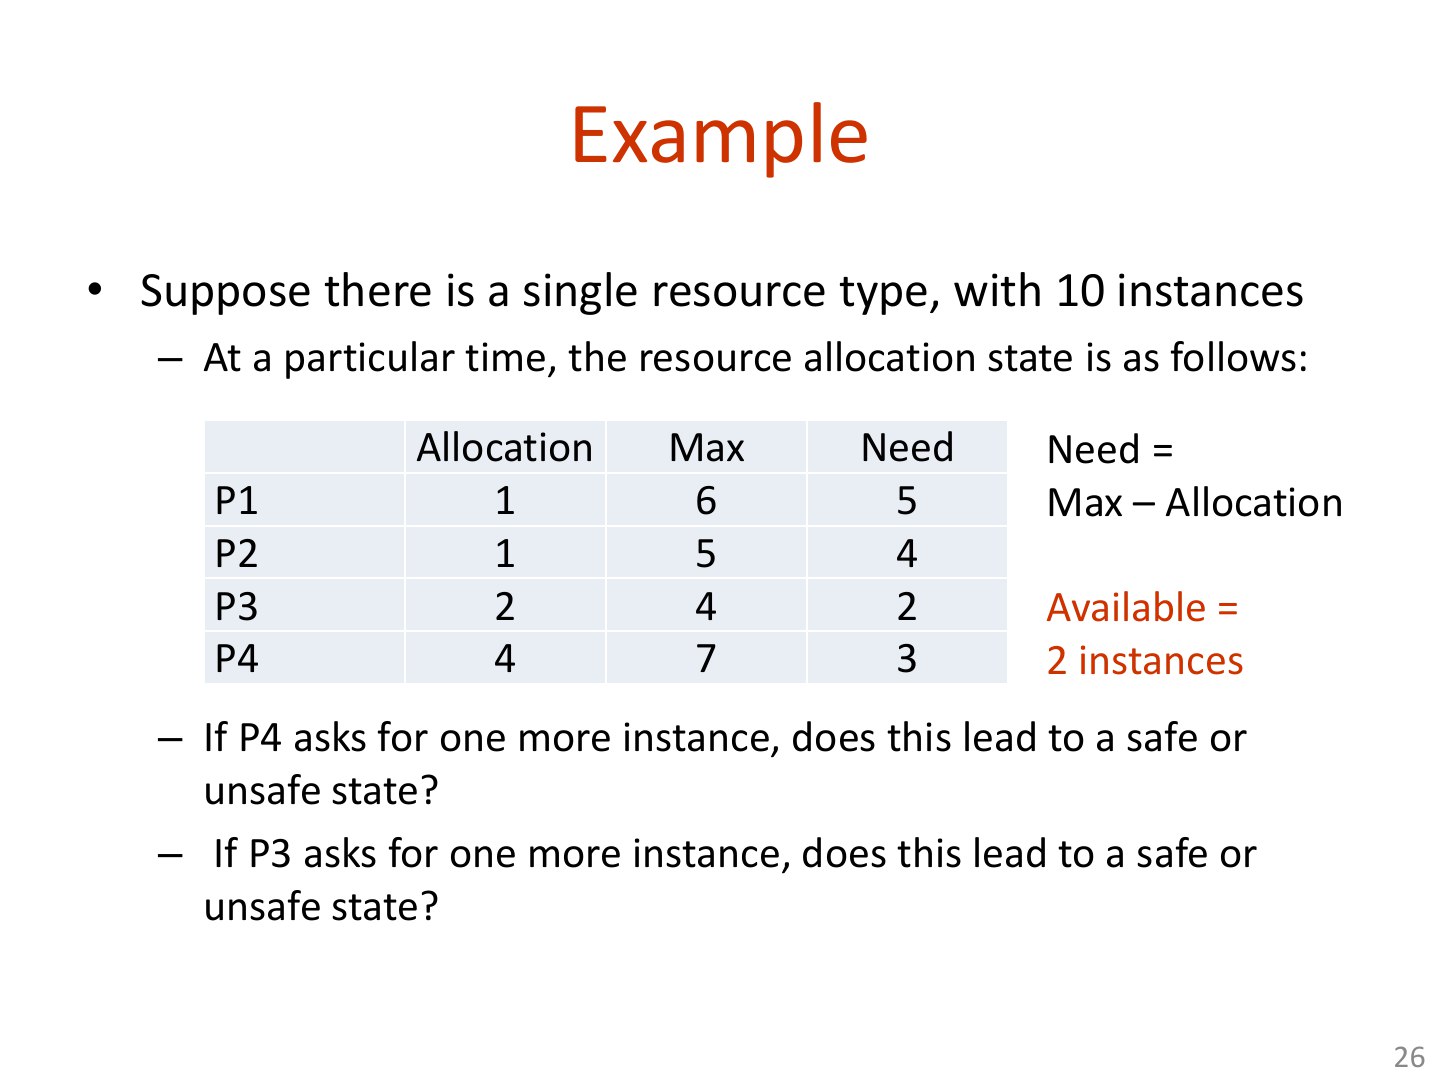 Example
• Suppose there is a single resource type, with 10 instances
– At a particular time, the resource allocation state is as follows:
Allocation Max Need
P1 1 6 5
P2 1 5 4
P3 2 4 2
P4 4 7 3
Need =
Max – Allocation
Available =
2 instances
– If P4 asks for one more instance, does this lead to a safe or
unsafe state?
– If P3 asks for one more instance, does this lead to a safe or
unsafe state?
26